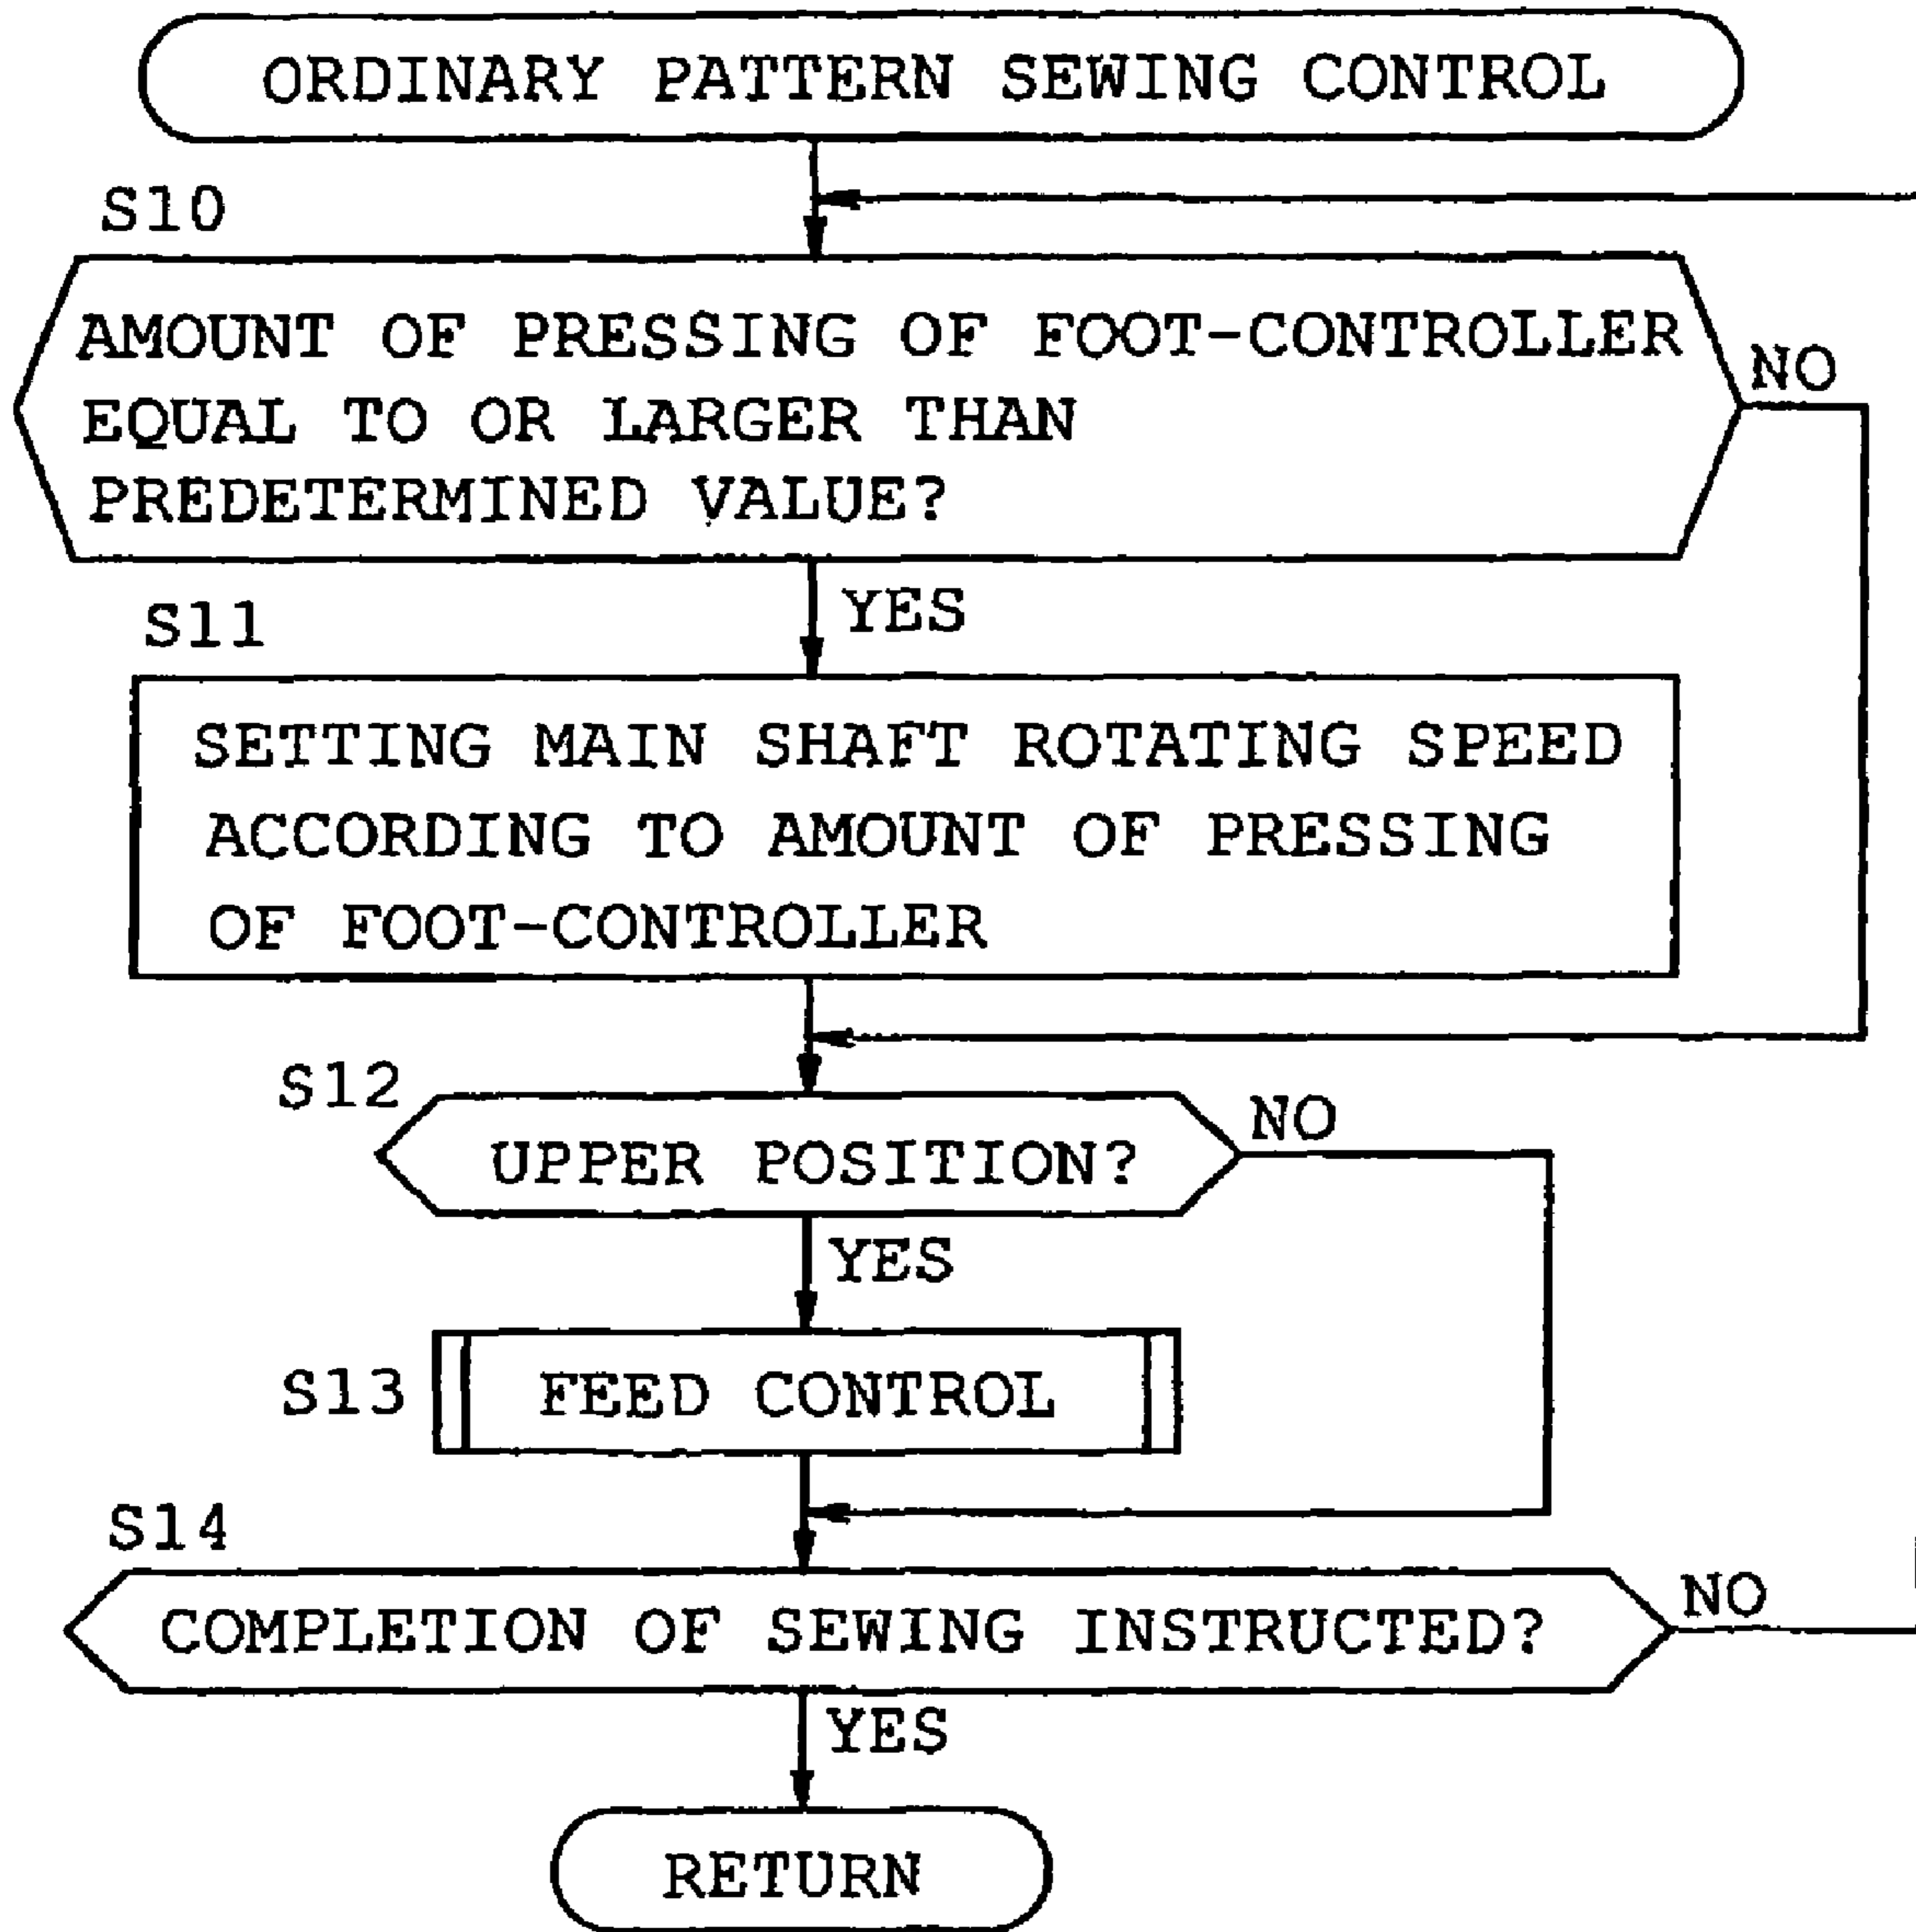 ORDINARY PATTERN SEWING CONTROL
S10
AMOUNT OF PRESSING OF FOOT-CONTROLLER
EQUAL TO OR LARGER THAN
PREDETERMINED VALUE?
NO
YES
S11
SETTING MAIN SHAFT ROTATING SPEED
ACCORDING TO AMOUNT OF PRESSING
OF FOOT-CONTROLLER
S12
UPPER POSITION?
NO
YES
S13
FEED CONTROL
S14
COMPLETION OF SEWING INSTRUCTED?
NO
YES
RETURN